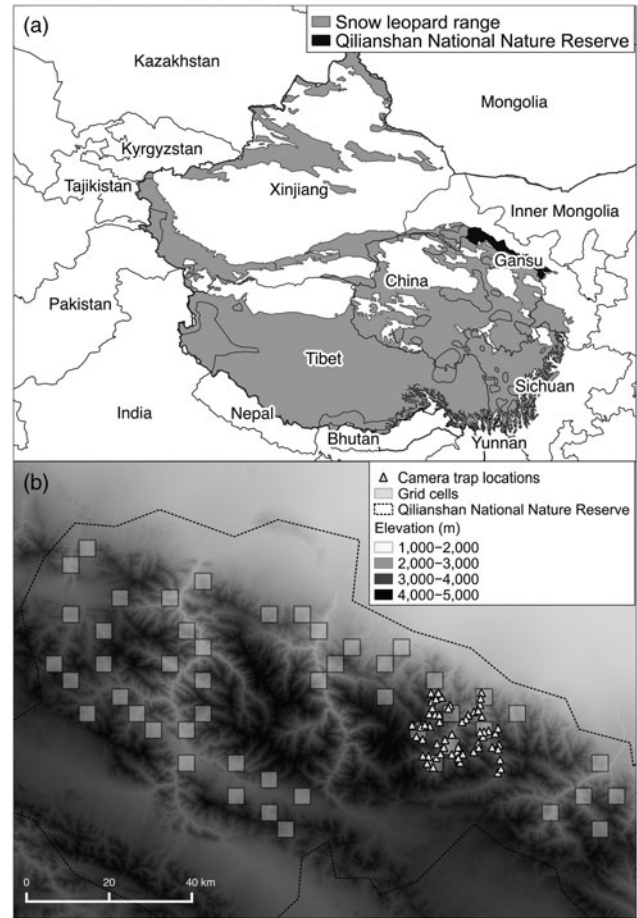 (a)
Snow leopard range
Qilianshan National Nature Reserve
Kazakhstan
Mongolia
Kyrgyzstan
Tajikistan
Xinjiang
Inner Mongolia
Gansu
China
Pakistan
Tibet
Sichuan
India
Nepal
Bhutan
Yunnan
(b)
Camera trap locations
Grid cells
Qilianshan National Nature Reserve
Elevation (m)
1,000–2,000
2,000–3,000
3,000–4,000
4,000–5,000
0 20 40 km